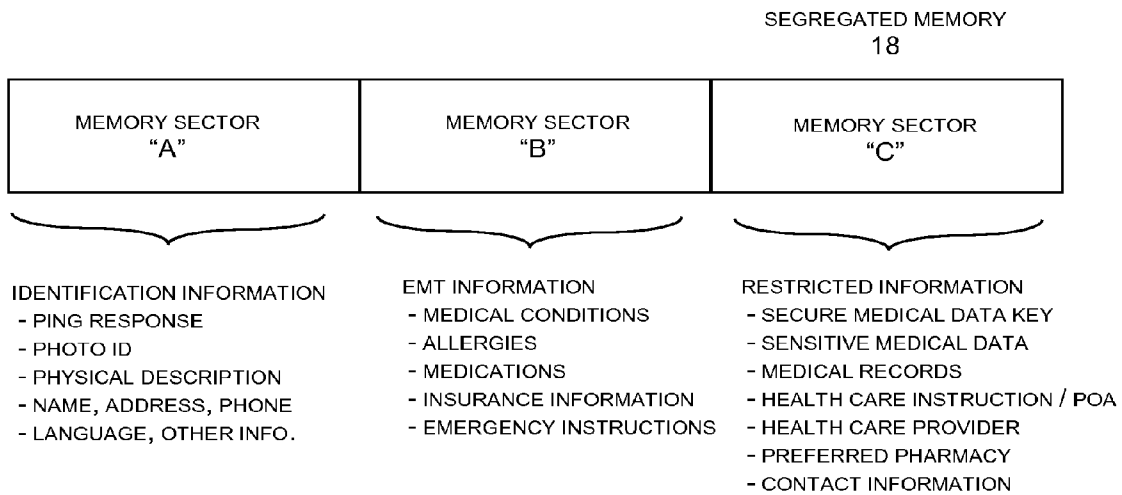 SEGREGATED MEMORY
18
MEMORY SECTOR
"A"
MEMORY SECTOR
"B"
MEMORY SECTOR
"C"
IDENTIFICATION INFORMATION
- PING RESPONSE
- PHOTO ID
- PHYSICAL DESCRIPTION
- NAME, ADDRESS, PHONE
- LANGUAGE, OTHER INFO.
EMT INFORMATION
- MEDICAL CONDITIONS
- ALLERGIES
- MEDICATIONS
- INSURANCE INFORMATION
- EMERGENCY INSTRUCTIONS
RESTRICTED INFORMATION
- SECURE MEDICAL DATA KEY
- SENSITIVE MEDICAL DATA
- MEDICAL RECORDS
- HEALTH CARE INSTRUCTION / POA
- HEALTH CARE PROVIDER
- PREFERRED PHARMACY
- CONTACT INFORMATION